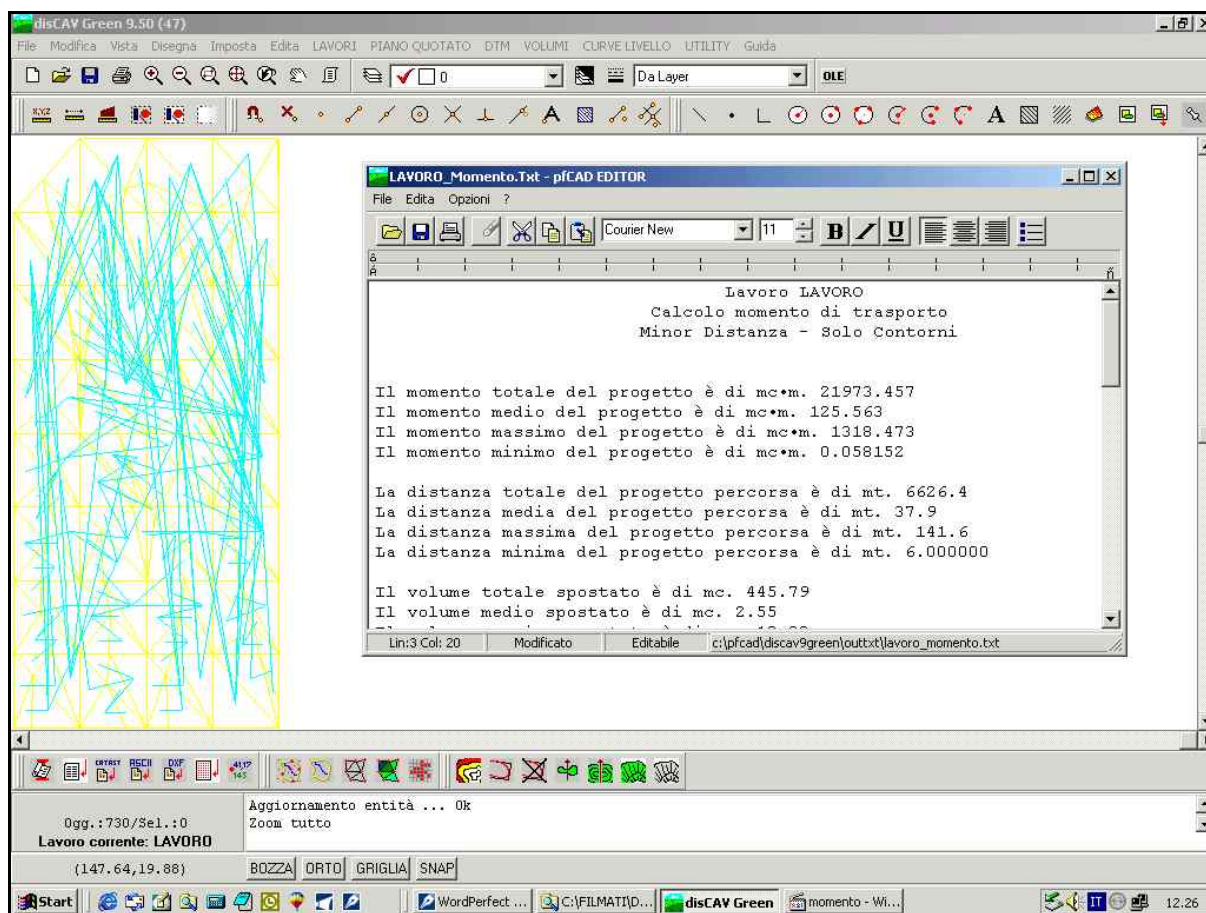 disCAV Green 9.50 (47)
File Modifica Vista Disegna Imposta Edita LAVORI PIANO QUOTATO DTM VOLUMI CURVE LIVELLO UTILITY Guida
0 Da Layer OLE
X,Y,Z A A
LAVORO_Momento.Txt - pfCAD EDITOR
File Edita Opzioni ?
Courier New 11 B I U
Lavoro LAVORO
Calcolo momento di trasporto
Minor Distanza - Solo Contorni
Il momento totale del progetto è di mc•m. 21973.457
Il momento medio del progetto è di mc•m. 125.563
Il momento massimo del progetto è di mc•m. 1318.473
Il momento minimo del progetto è di mc•m. 0.058152
La distanza totale del progetto percorsa è di mt. 6626.4
La distanza media del progetto percorsa è di mt. 37.9
La distanza massima del progetto percorsa è di mt. 141.6
La distanza minima del progetto percorsa è di mt. 6.000000
Il volume totale spostato è di mc. 445.79
Il volume medio spostato è di mc. 2.55
Lin:3 Col: 20 Modificato Editabile c:\pfcad\discav9green\outtxt\lavoro_momento.txt
CATAST ASCII DXF
Aggiornamento entità ... Ok
Zoom tutto
Ogg.:730/Sel.:0
Lavoro corrente: LAVORO
(147.64,19.88) BOZZA ORTO GRIGLIA SNAP
Start WordPerfect ... C:\FILMATI\D... disCAV Green momento - Wi... IT 12.26